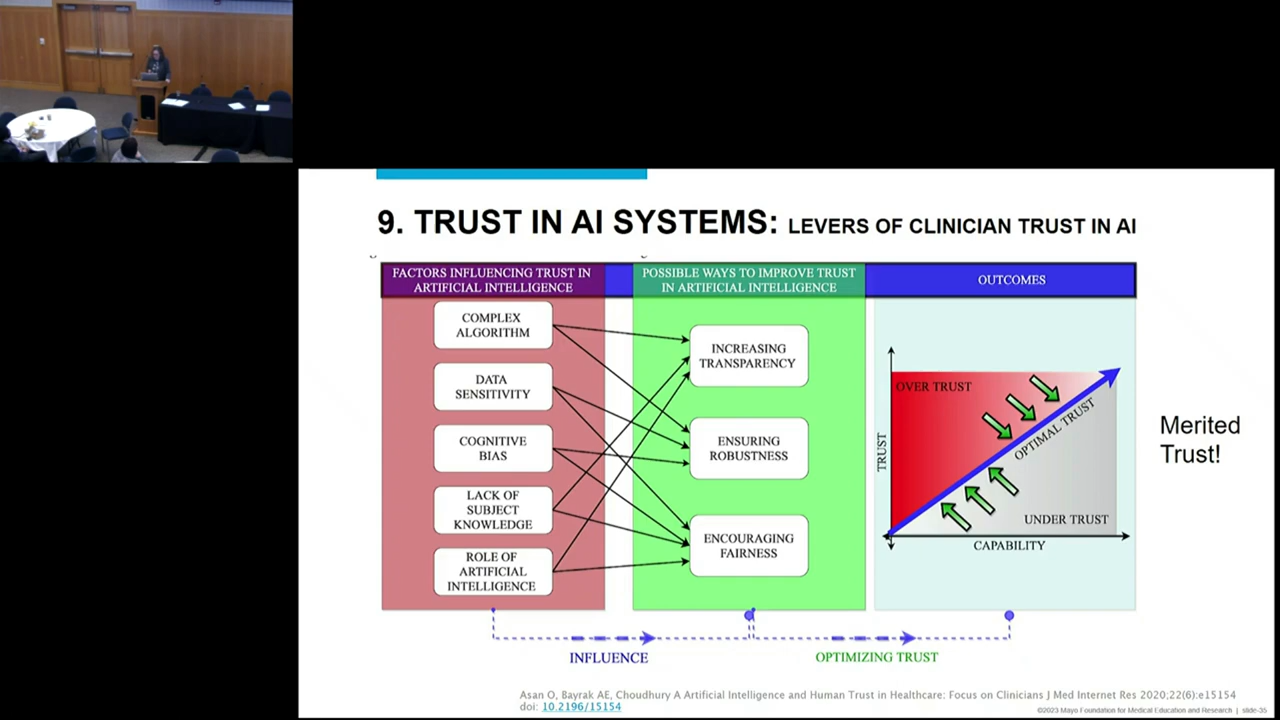 9. TRUST IN AI SYSTEMS: LEVERS OF CLINICIAN TRUST IN AI
FACTORS INFLUENCING TRUST IN
ARTIFICIAL INTELLIGENCE
COMPLEX
ALGORITHM
DATA
SENSITIVITY
COGNITIVE
BIAS
LACK OF
SUBJECT
KNOWLEDGE
ROLE OF
ARTIFICIAL
INTELLIGENCE
POSSIBLE WAYS TO IMPROVE TRUST
IN ARTIFICIAL INTELLIGENCE
INCREASING
TRANSPARENCY
ENSURING
ROBUSTNESS
ENCOURAGING
FAIRNESS
OUTCOMES
OVER TRUST
OPTIMAL TRUST
UNDER TRUST
TRUST
CAPABILITY
Merited
Trust!
INFLUENCE
OPTIMIZING TRUST
Asan O, Bayrak AE, Choudhury A Artificial Intelligence and Human Trust in Healthcare: Focus on Clinicians J Med Internet Res 2020;22(6):e15154
doi: 10.2196/15154
©2023 Mayo Foundation for Medical Education and Research | slide-35